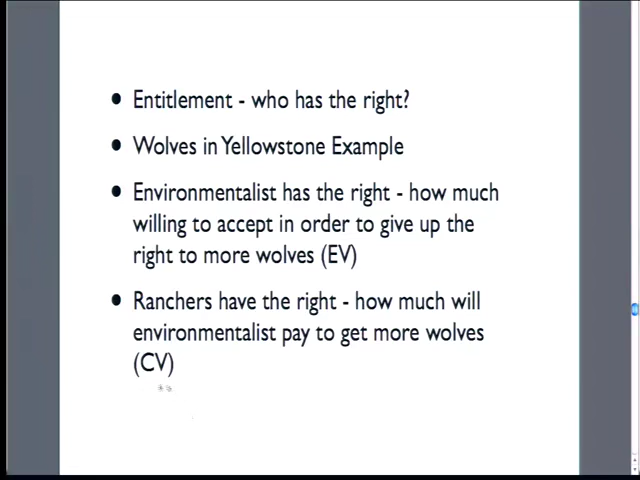 • Entitlement - who has the right?
• Wolves in Yellowstone Example
• Environmentalist has the right - how much
willing to accept in order to give up the
right to more wolves (EV)
• Ranchers have the right - how much will
environmentalist pay to get more wolves
(CV)